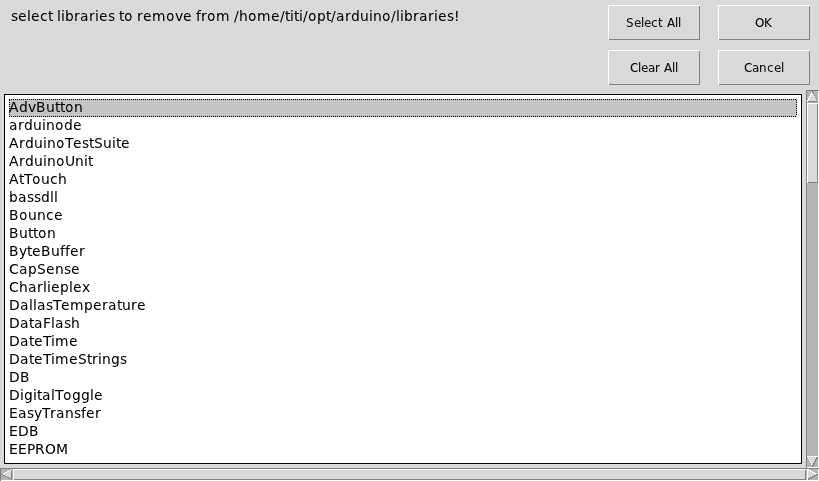 select libraries to remove from /home/titi/opt/arduino/libraries!
Select All
OK
Clear All
Cancel
AdvButton
arduinode
ArduinoTestSuite
ArduinoUnit
AtTouch
bassdll
Bounce
Button
ByteBuffer
CapSense
Charlieplex
DallasTemperature
DataFlash
DateTime
DateTimeStrings
DB
DigitalToggle
EasyTransfer
EDB
EEPROM